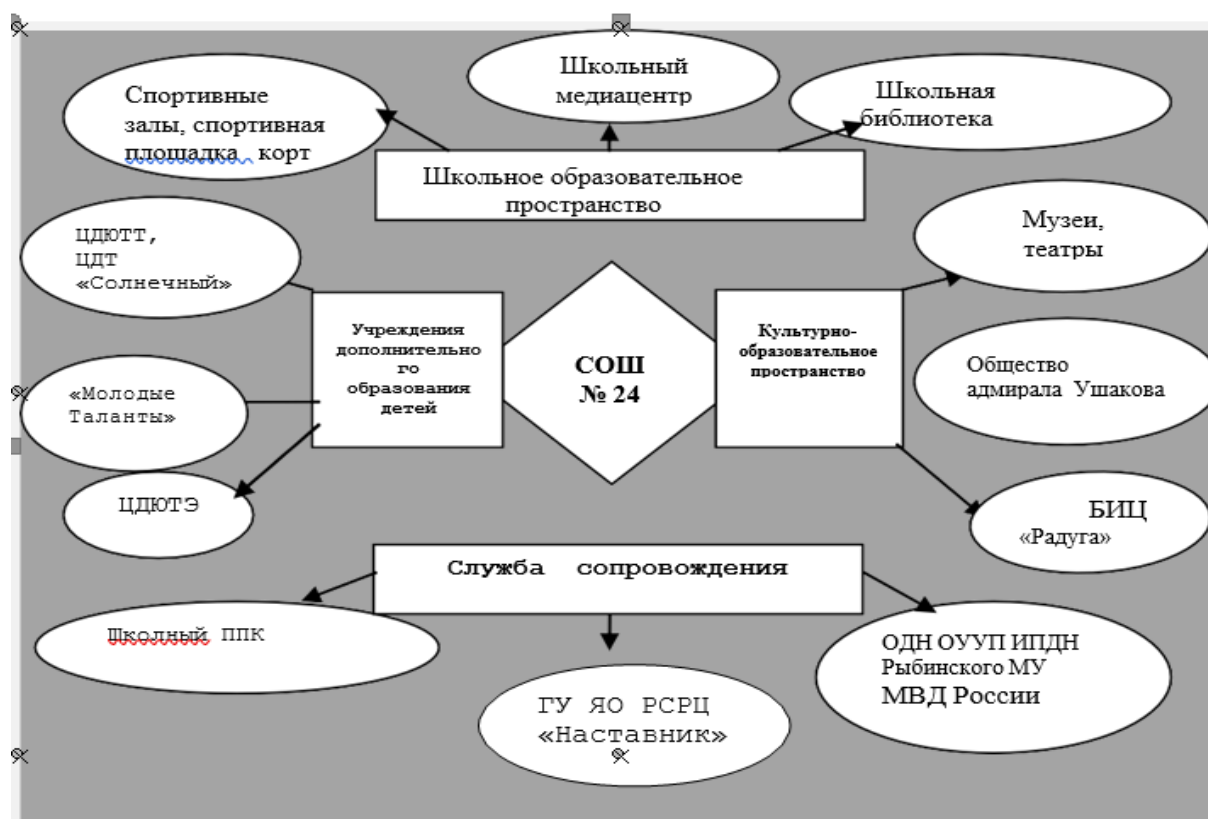 Школьный
медиацентр
Школьная
библиотека
Спортивные
залы, спортивная
площадка корт
Школьное образовательное
пространство
ЦДЮТТ,
ЦДТ
«Солнечный»
Музеи,
театры
Учреждения
дополнительно
го
образования
детей
СОШ
№ 24
Культурно-
образовательное
пространство
Общество
адмирала Ушакова
«Молодые
Таланты»
ЦДЮТЭ
БИЦ
«Радуга»
Служба сопровождения
Школный ППК
ГУ ЯО РСРЦ
«Наставник»
ОДН ОУУП ИПДН
Рыбинского МУ
МВД России